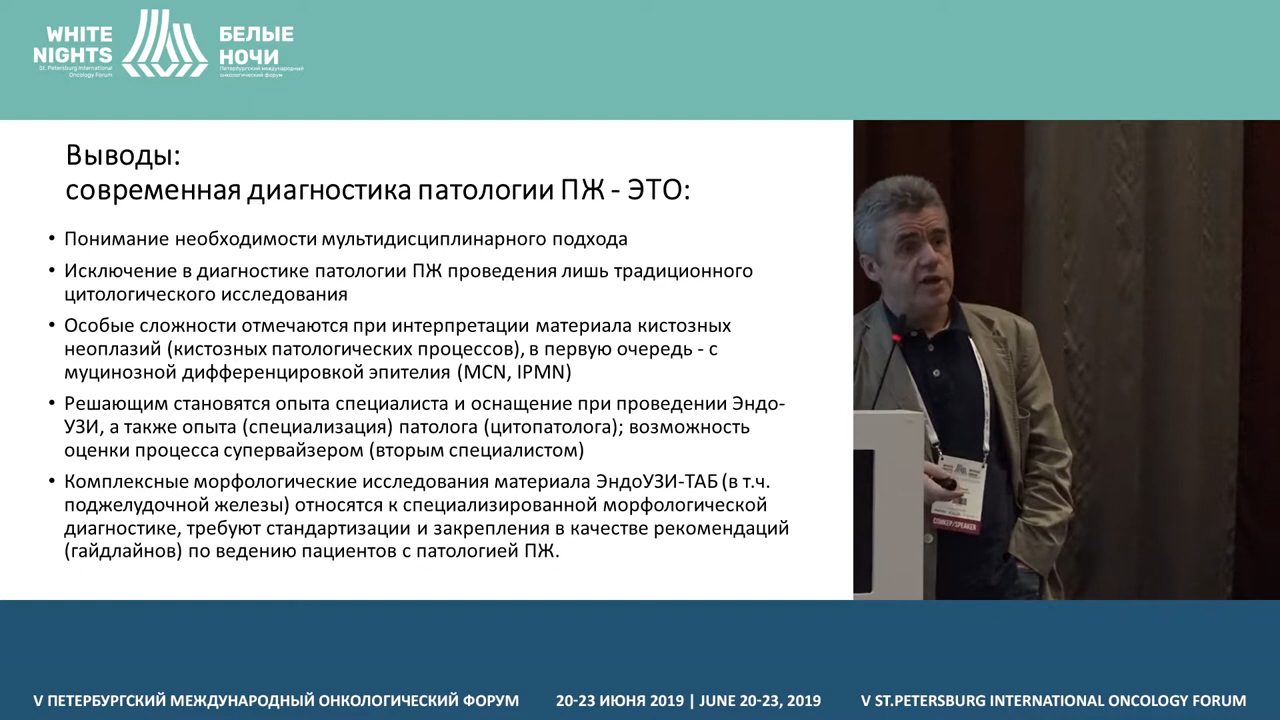 WHITE
NIGHTS
St. Petersburg International
Oncology Forum
БЕЛЫЕ
НОЧИ
Петербургский международный
онкологический форум
Выводы:
современная диагностика патологии ПЖ - ЭТО:
• Понимание необходимости мультидисциплинарного подхода
• Исключение в диагностике патологии ПЖ проведения лишь традиционного
цитологического исследования
• Особые сложности отмечаются при интерпретации материала кистозных
неоплазий (кистозных патологических процессов), в первую очередь - с
муцинозной дифференцировкой эпителия (MCN, IPMN)
• Решающим становятся опыта специалиста и оснащение при проведении Эндо-
УЗИ, а также опыта (специализация) патолога (цитопатолога); возможность
оценки процесса супервайзером (вторым специалистом)
• Комплексные морфологические исследования материала ЭндоУЗИ-ТАБ (в т.ч.
поджелудочной железы) относятся к специализированной морфологической
диагностике, требуют стандартизации и закрепления в качестве рекомендаций
(гайдлайнов) по ведению пациентов с патологией ПЖ.
СПИКЕР/SPEAKER
V ПЕТЕРБУРГСКИЙ МЕЖДУНАРОДНЫЙ ОНКОЛОГИЧЕСКИЙ ФОРУМ
20-23 ИЮНЯ 2019 | JUNE 20-23, 2019
V ST.PETERSBURG INTERNATIONAL ONCOLOGY FORUM